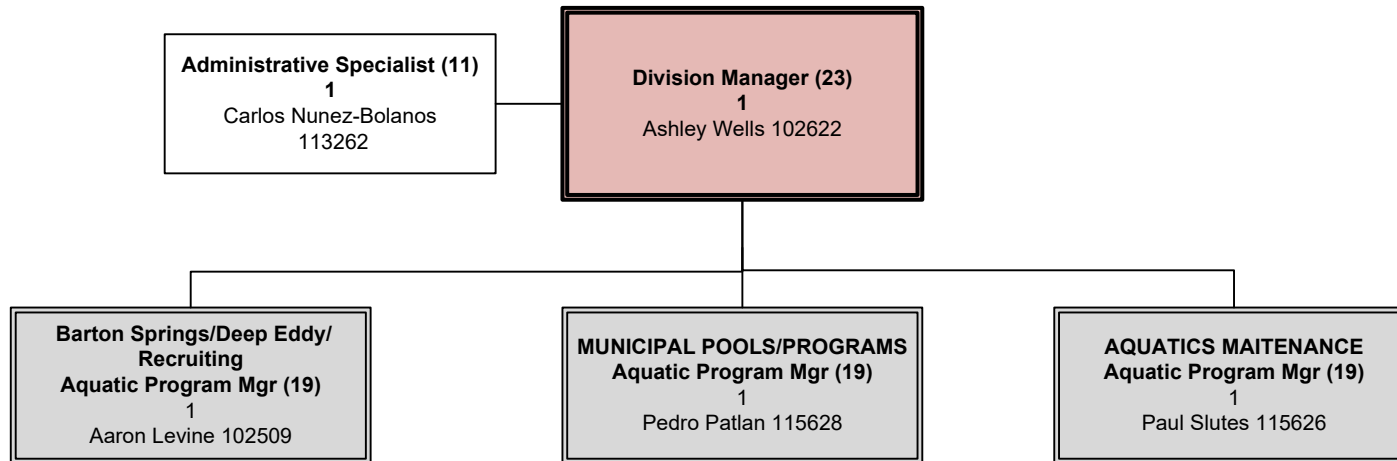 Administrative Specialist (11)
1
Carlos Nunez-Bolanos
113262
Division Manager (23)
1
Ashley Wells 102622
Barton Springs/Deep Eddy/
Recruiting
Aquatic Program Mgr (19)
1
Aaron Levine 102509
MUNICIPAL POOLS/PROGRAMS
Aquatic Program Mgr (19)
1
Pedro Patlan 115628
AQUATICS MAITENANCE
Aquatic Program Mgr (19)
1
Paul Slutes 115626